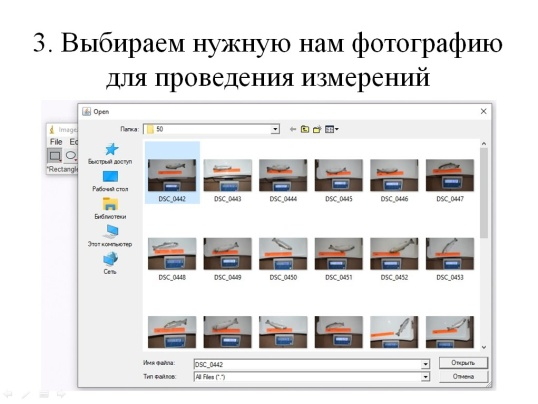 3. Выбираем нужную нам фотографию
для проведения измерений
Open
Image
Папка: 50
File Ed
*Rectangle
Быстрый доступ
Рабочий стол
Библиотеки
Этот компьютер
Сеть
DSC_0442 DSC_0443 DSC_0444 DSC_0445 DSC_0446 DSC_0447
DSC_0448 DSC_0449 DSC_0450 DSC_0451 DSC_0452 DSC_0453
Имя файла: DSC_0442 Открыть
Тип файлов: All Files (*.*) Отмена